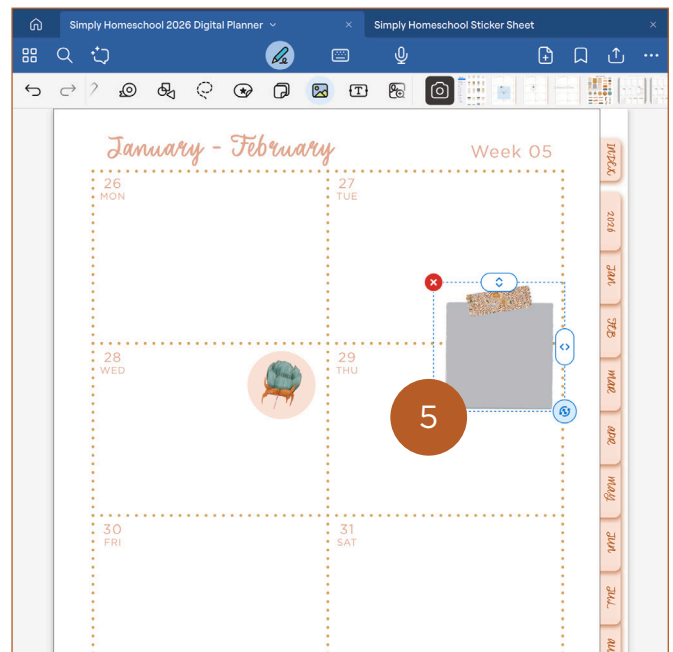 Simply Homeschool 2026 Digital Planner
Simply Homeschool Sticker Sheet
T
January - February
Week 05
26
MON
27
TUE
28
WED
29
THU
5
30
FRI
31
SAT
INDEX
2026
JAN
FEB
MAR
APR
MAY
JUN
JUL